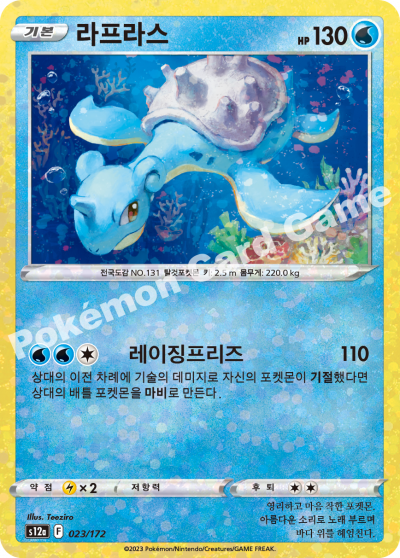 기본 라프라스 HP 130
전국도감 NO.131 탈것포켓몬 키: 2.5 m 몸무게: 220.0 kg
Pokémon Card Game
레이징프리즈 110
상대의 이전 차례에 기술의 데미지로 자신의 포켓몬이 기절했다면
상대의 배틀 포켓몬을 마비로 만든다.
약점 ×2 저항력 후퇴
Illus. Teeziro
영리하고 마음 착한 포켓몬.
아름다운 소리로 노래 부르며
바다 위를 헤엄친다.
s12a F 023/172
©2023 Pokémon/Nintendo/Creatures/GAME FREAK.